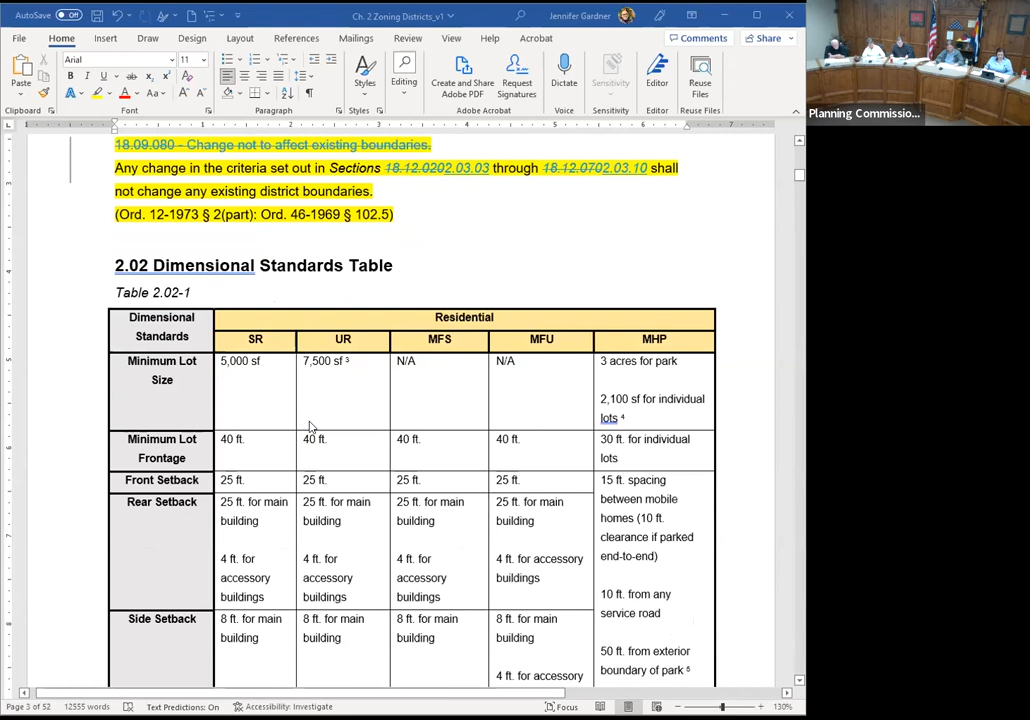 AutoSave Off
Ch. 2 Zoning Districts_v1
Jennifer Gardner
File Home Insert Draw Design Layout References Mailings Review View Help Acrobat
Comments Share
Paste
Arial 11
B I U ab x₂ x²
A A Aa A A
Styles
Editing
Create and Share Adobe PDF
Request Signatures
Dictate
Sensitivity
Editor
Reuse Files
Clipboard Font Paragraph Styles Adobe Acrobat Voice Sensitivity Editor Reuse Files
Planning Commissio...
1 1 2 3 4 5 6 7
18.09.080 - Change not to affect existing boundaries.
Any change in the criteria set out in Sections 18.12.0202.03.03 through 18.12.0702.03.10 shall
not change any existing district boundaries.
(Ord. 12-1973 § 2(part): Ord. 46-1969 § 102.5)
2.02 Dimensional Standards Table
Table 2.02-1
Dimensional Standards
Residential
SR UR MFS MFU MHP
Minimum Lot Size
5,000 sf
7,500 sf ³
N/A
N/A
3 acres for park
2,100 sf for individual
lots ⁴
Minimum Lot Frontage
40 ft.
40 ft.
40 ft.
40 ft.
30 ft. for individual
lots
Front Setback
25 ft.
25 ft.
25 ft.
25 ft.
15 ft. spacing
between mobile
homes (10 ft.
clearance if parked
end-to-end)
10 ft. from any
service road
50 ft. from exterior
boundary of park ⁵
Rear Setback
25 ft. for main
building
4 ft. for
accessory
buildings
25 ft. for main
building
4 ft. for
accessory
buildings
25 ft. for main
building
4 ft. for
accessory
buildings
25 ft. for main
building
4 ft. for accessory
buildings
Side Setback
8 ft. for main
building
8 ft. for main
building
8 ft. for main
building
8 ft. for main
building
4 ft. for accessory
Page 3 of 52 12555 words Text Predictions: On Accessibility: Investigate Focus 130%